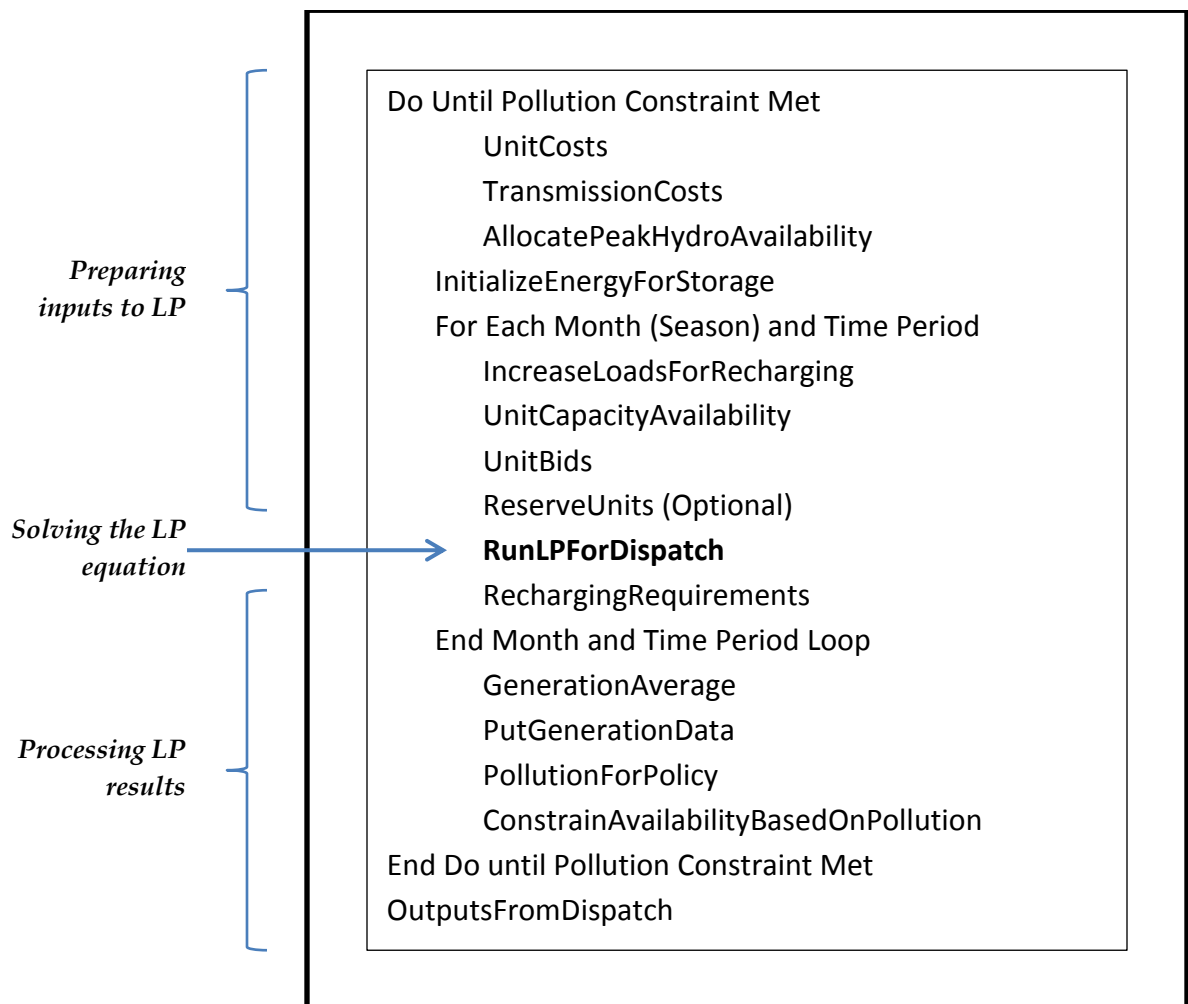 Do Until Pollution Constraint Met
UnitCosts
TransmissionCosts
AllocatePeakHydroAvailability
Preparing
inputs to LP
InitializeEnergyForStorage
For Each Month (Season) and Time Period
IncreaseLoadsForRecharging
UnitCapacityAvailability
UnitBids
ReserveUnits (Optional)
Solving the LP
equation
RunLPForDispatch
RechargingRequirements
End Month and Time Period Loop
GenerationAverage
PutGenerationData
Processing LP
results
PollutionForPolicy
ConstrainAvailabilityBasedOnPollution
End Do until Pollution Constraint Met
OutputsFromDispatch